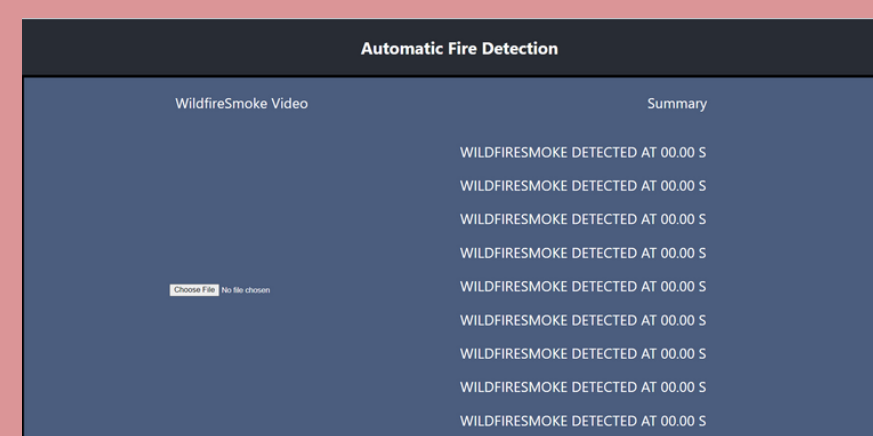 Automatic Fire Detection
WildfireSmoke Video
Summary
WILDFIRESMOKE DETECTED AT 00.00 S
WILDFIRESMOKE DETECTED AT 00.00 S
WILDFIRESMOKE DETECTED AT 00.00 S
WILDFIRESMOKE DETECTED AT 00.00 S
Choose File No file chosen
WILDFIRESMOKE DETECTED AT 00.00 S
WILDFIRESMOKE DETECTED AT 00.00 S
WILDFIRESMOKE DETECTED AT 00.00 S
WILDFIRESMOKE DETECTED AT 00.00 S
WILDFIRESMOKE DETECTED AT 00.00 S